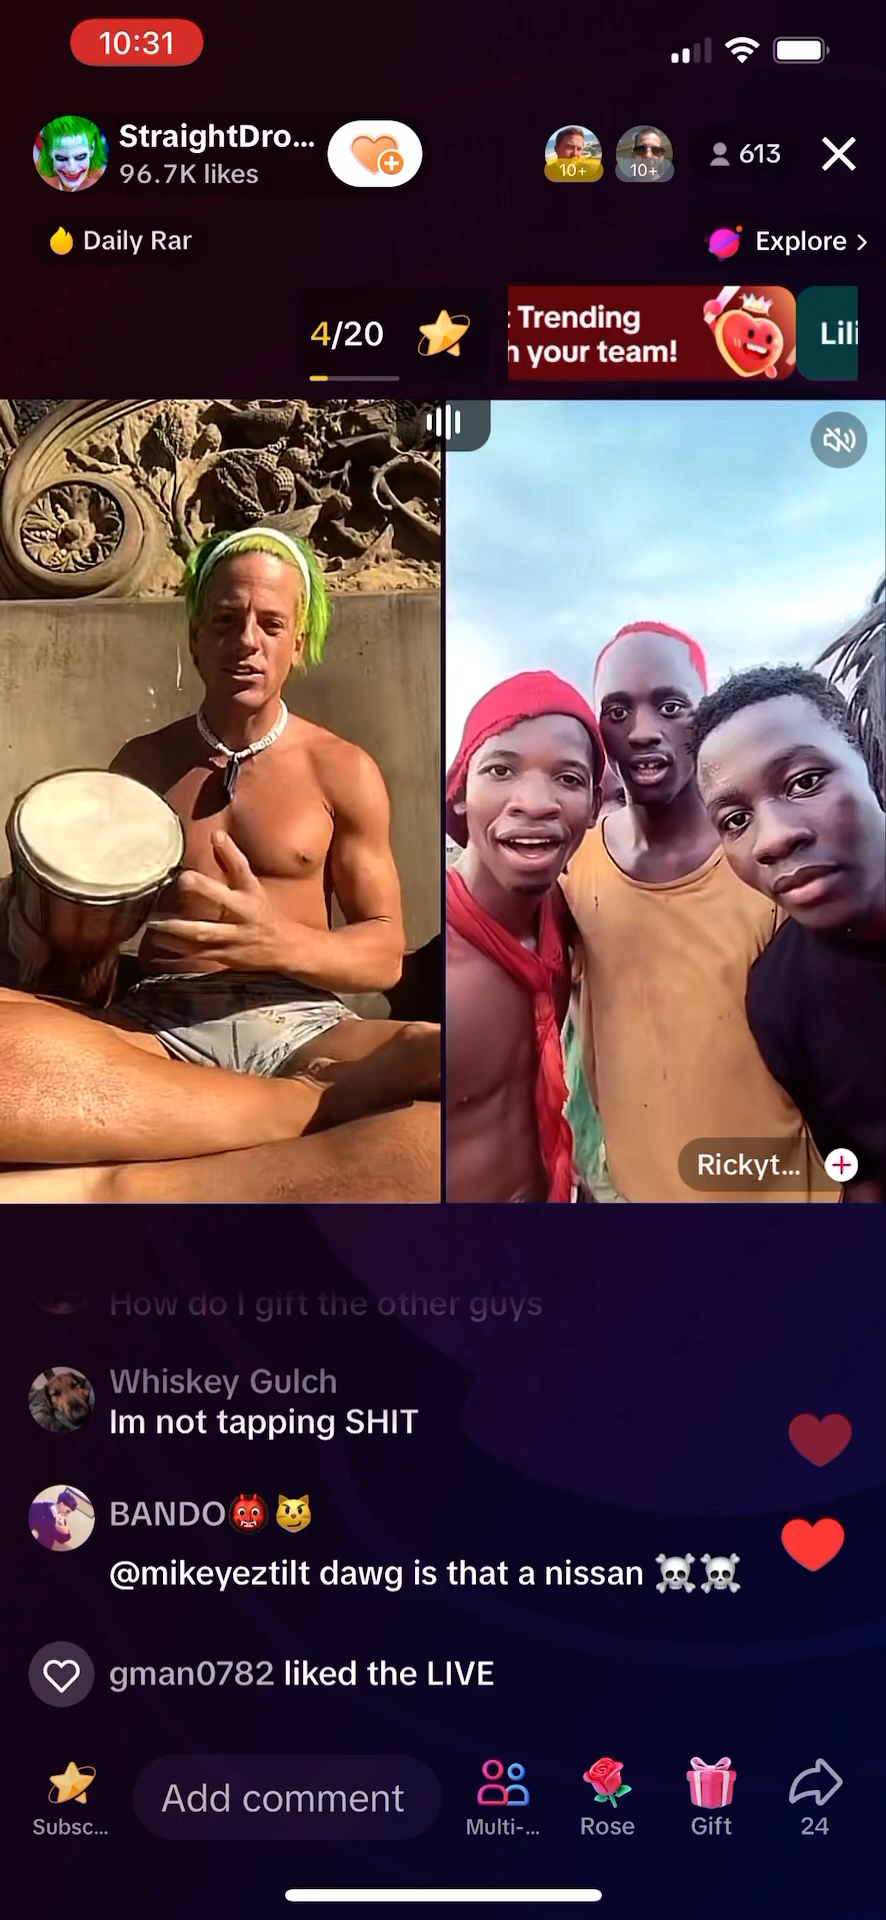 10:31
StraightDro...
96.7K likes
10+
10+
613
Daily Rar
Explore >
4/20
Trending
h your team!
Lili
Rickyt...
How do I gift the other guys
Whiskey Gulch
Im not tapping SHIT
BANDO👹😼
@mikeyeztilt dawg is that a nissan ☠️☠️
gman0782 liked the LIVE
Subsc...
Add comment
Multi-...
Rose
Gift
24